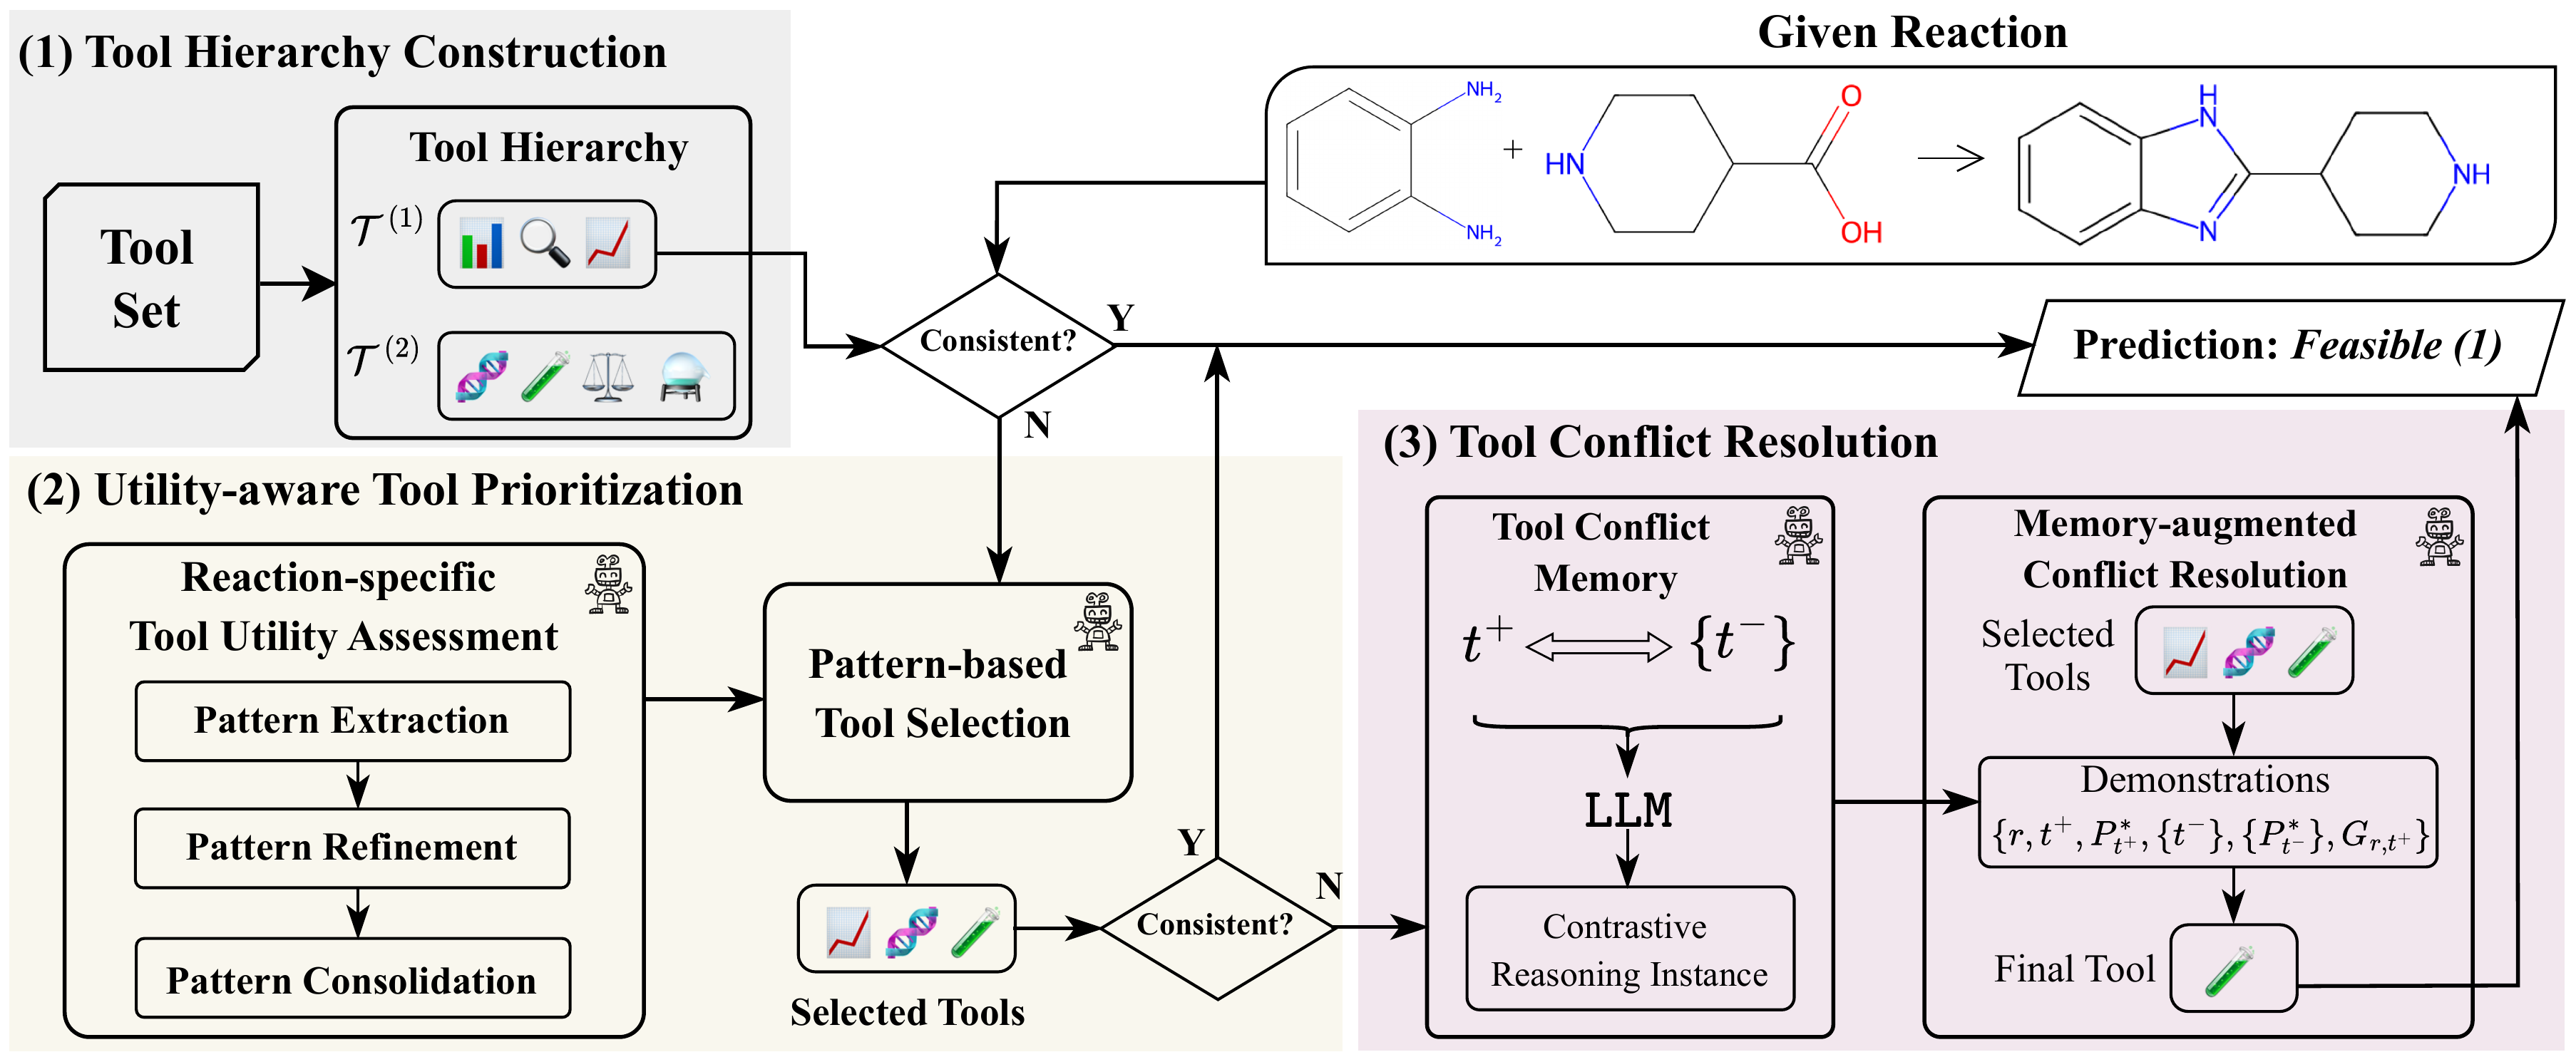 (1) Tool Hierarchy Construction
Tool
Set
Tool Hierarchy
𝒯^(1)
𝒯^(2)
Given Reaction
NH₂
NH₂
+
HN
O
OH
H
N
N
NH
Consistent?
Y
N
Prediction: Feasible (1)
(2) Utility-aware Tool Prioritization
Reaction-specific
Tool Utility Assessment
Pattern Extraction
Pattern Refinement
Pattern Consolidation
Pattern-based
Tool Selection
Selected Tools
Consistent?
Y
N
(3) Tool Conflict Resolution
Tool Conflict
Memory
t⁺ ⟺ {t⁻}
LLM
Contrastive
Reasoning Instance
Memory-augmented
Conflict Resolution
Selected
Tools
Demonstrations
{r, t⁺, P*_{t⁺}, {t⁻}, {P*_{t⁻}}, G_{r,t⁺}}
Final Tool